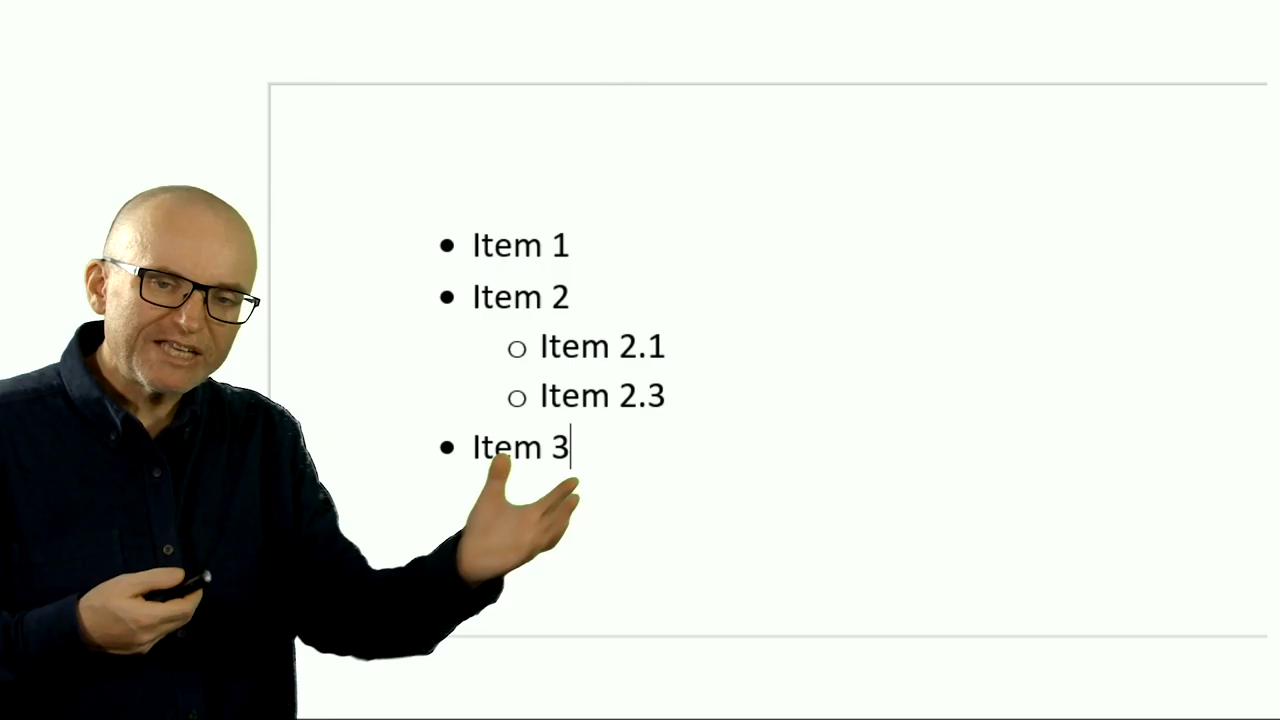 • Item 1
• Item 2
o Item 2.1
o Item 2.3
• Item 3